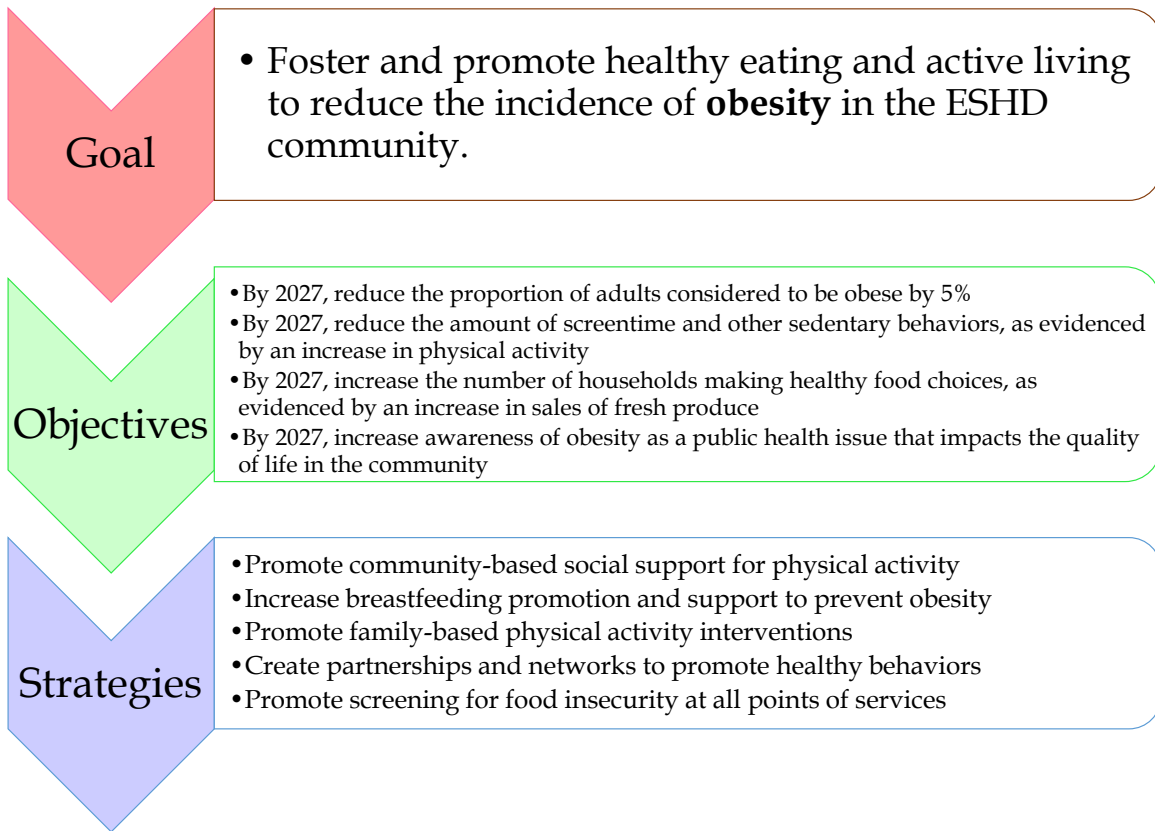 Goal
• Foster and promote healthy eating and active living
to reduce the incidence of obesity in the ESHD
community.
Objectives
•By 2027, reduce the proportion of adults considered to be obese by 5%
•By 2027, reduce the amount of screentime and other sedentary behaviors, as evidenced
by an increase in physical activity
•By 2027, increase the number of households making healthy food choices, as
evidenced by an increase in sales of fresh produce
•By 2027, increase awareness of obesity as a public health issue that impacts the quality
of life in the community
Strategies
•Promote community-based social support for physical activity
•Increase breastfeeding promotion and support to prevent obesity
•Promote family-based physical activity interventions
•Create partnerships and networks to promote healthy behaviors
•Promote screening for food insecurity at all points of services